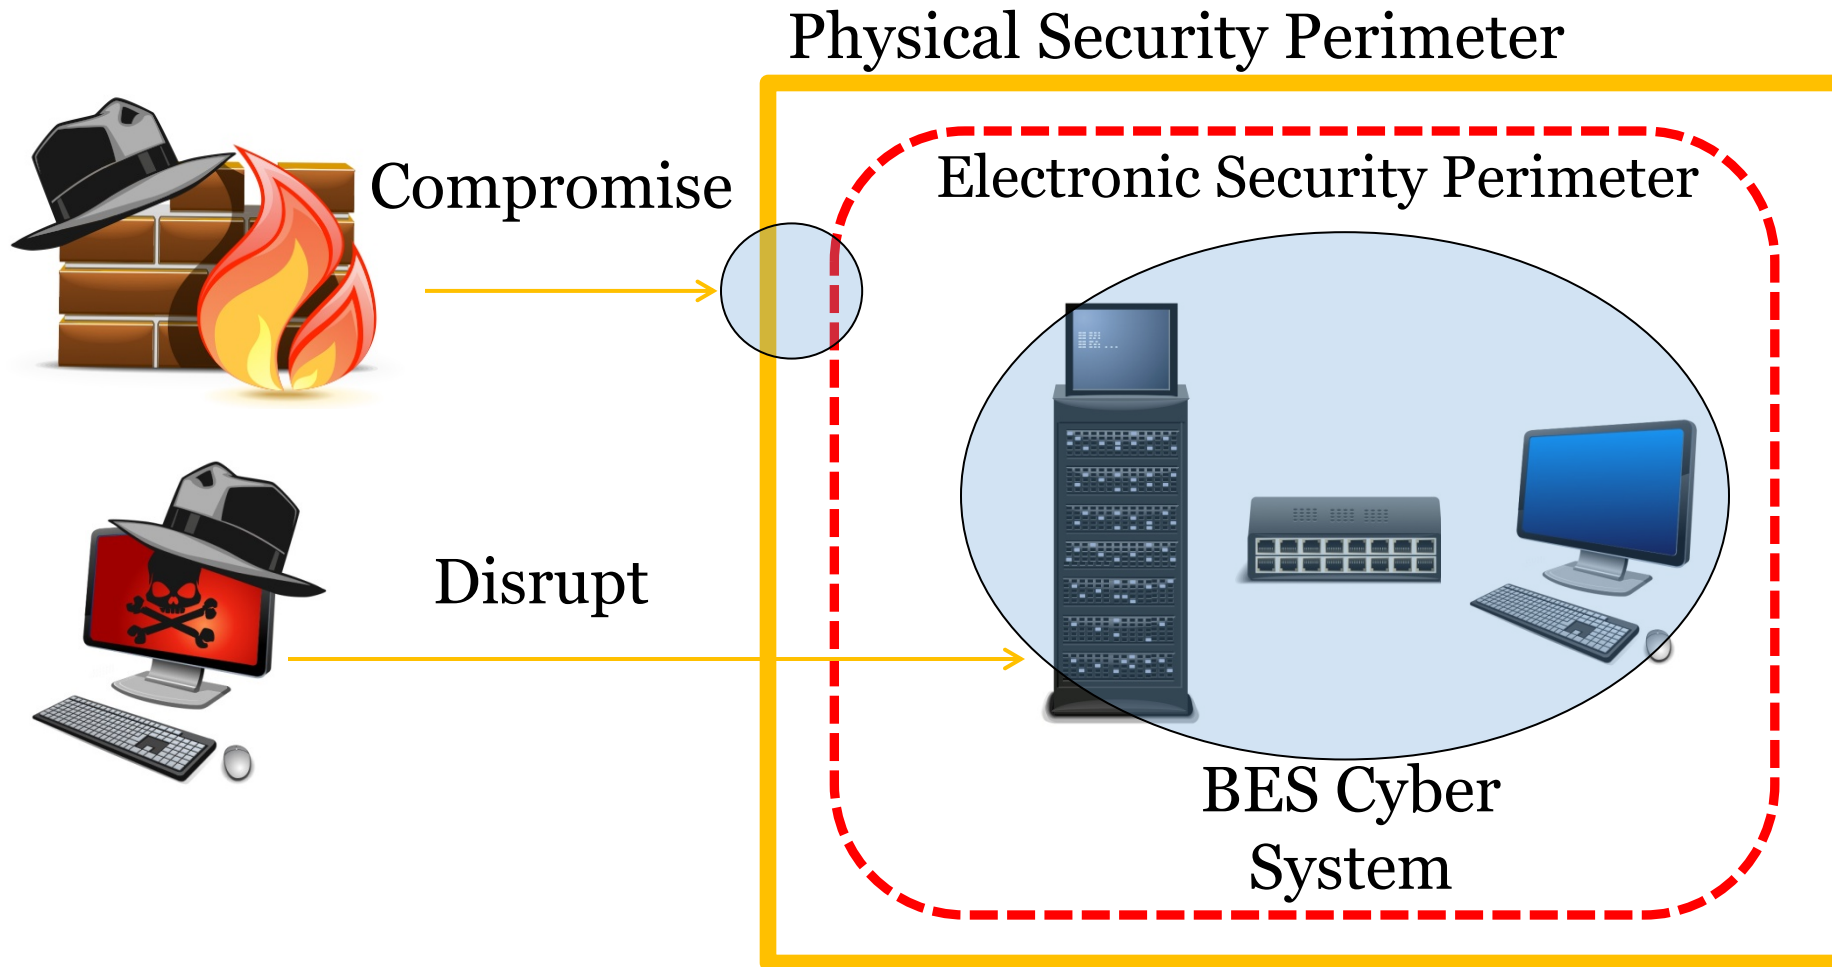 Physical Security Perimeter
Compromise
Electronic Security Perimeter
Disrupt
BES Cyber
System